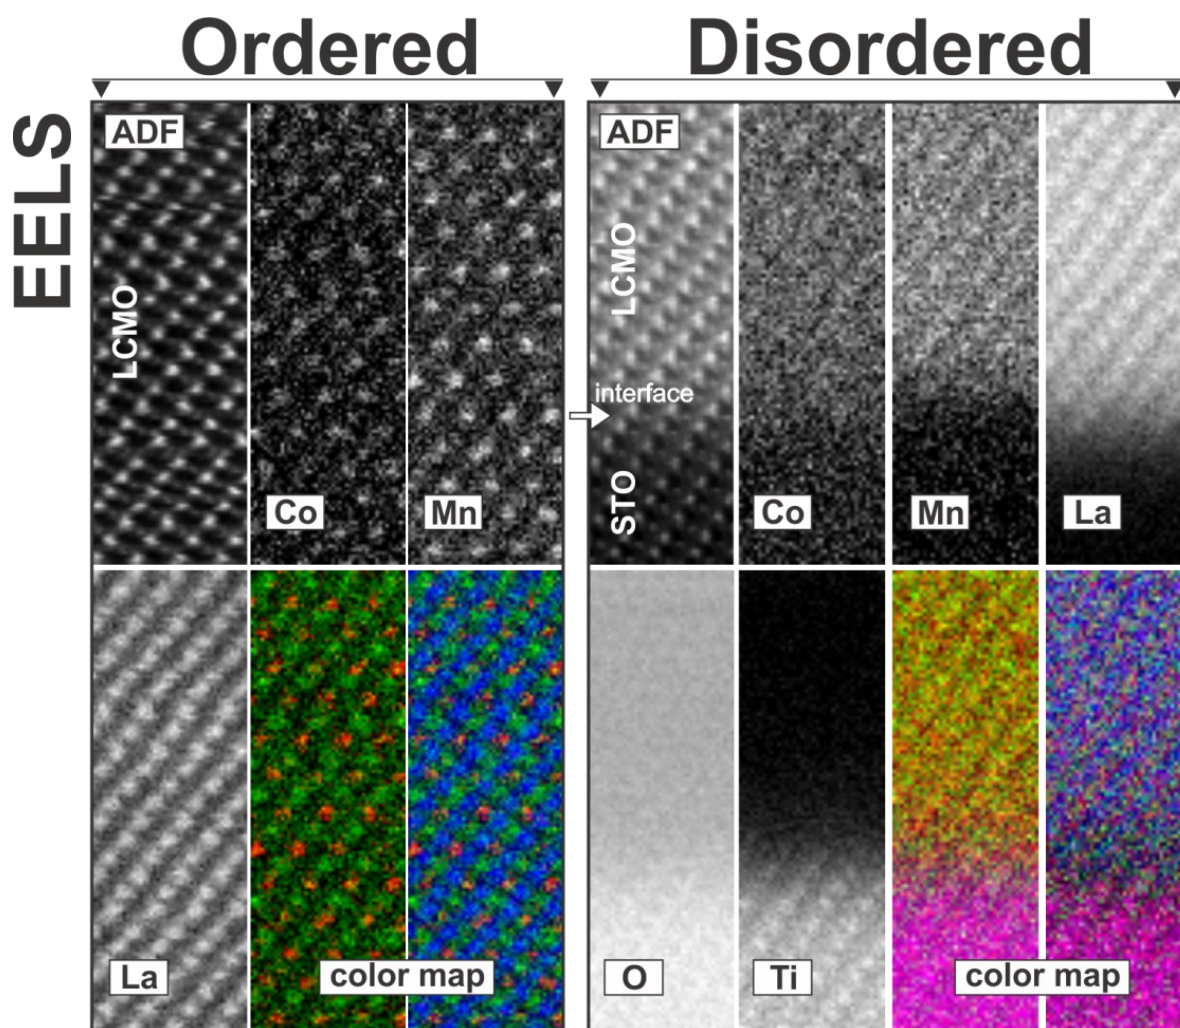 Ordered
Disordered
EELS
ADF
LCMO
Co
Mn
ADF
LCMO
interface
STO
Co
Mn
La
La
color map
O
Ti
color map